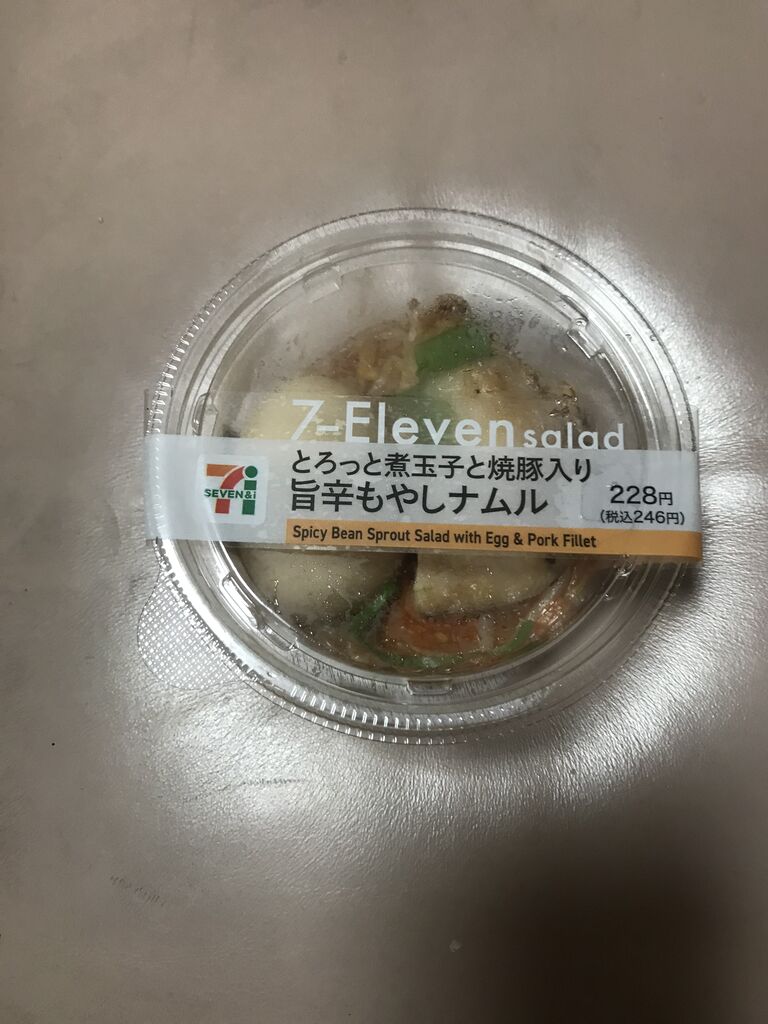 7-Eleven salad
とろっと煮玉子と焼豚入り
旨辛もやしナムル
228円
(税込246円)
Spicy Bean Sprout Salad with Egg & Pork Fillet
7i
SEVEN&i